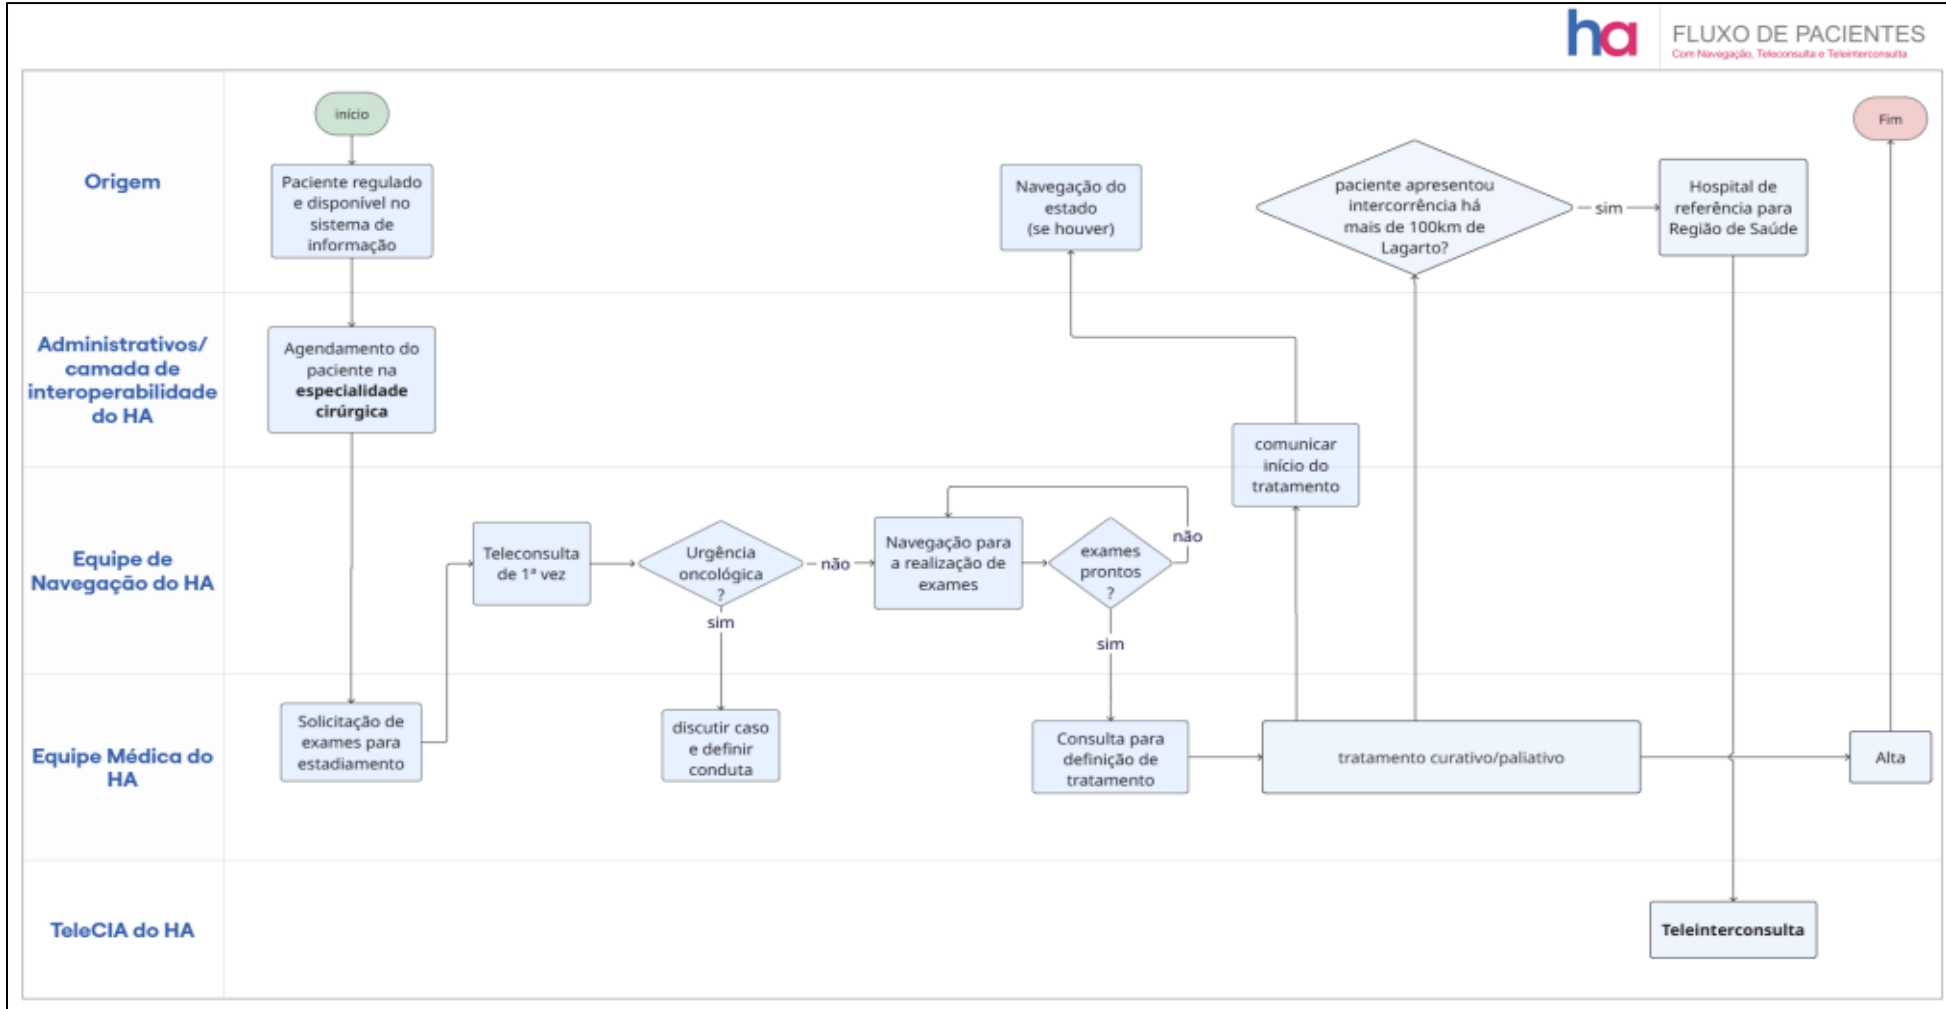 ha
FLUXO DE PACIENTES
Com Navegação, Teleconsulta e Teleinterconsulta
Origem
início
Paciente regulado
e disponível no
sistema de
informação
Navegação do
estado
(se houver)
paciente apresentou
intercorrência há
mais de 100km de
Lagarto?
sim
Hospital de
referência para
Região de Saúde
Fim
Administrativos/
camada de
interoperabilidade
do HA
Agendamento do
paciente na
especialidade
cirúrgica
comunicar
início do
tratamento
Equipe de
Navegação do HA
Teleconsulta
de 1ª vez
Urgência
oncológica
?
não
sim
Navegação para
a realização de
exames
exames
prontos
?
não
sim
Equipe Médica do
HA
Solicitação de
exames para
estadiamento
discutir caso
e definir
conduta
Consulta para
definição de
tratamento
tratamento curativo/paliativo
Alta
TeleCIA do HA
Teleinterconsulta